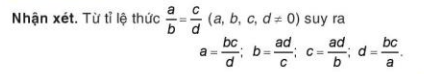 Nhận xét. Từ tỉ lệ thức a/b = c/d (a, b, c, d ≠ 0) suy ra
a = bc/d; b = ad/c; c = ad/b; d = bc/a.